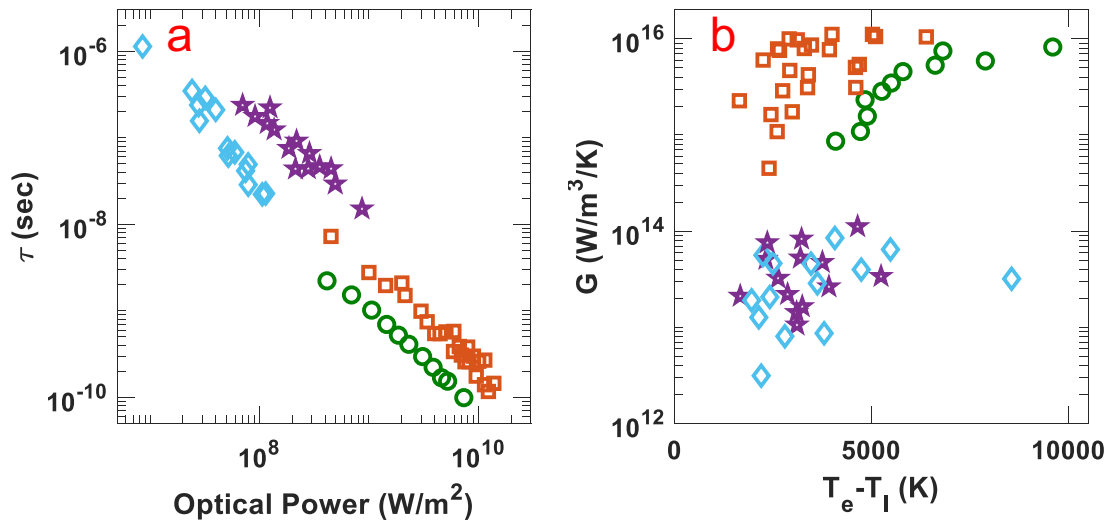 a
10⁻⁶
10⁻⁸
10⁻¹⁰
τ (sec)
10⁸
10¹⁰
Optical Power (W/m²)
b
10¹⁶
10¹⁴
10¹²
G (W/m³/K)
0
5000
10000
Tₑ-Tₗ (K)